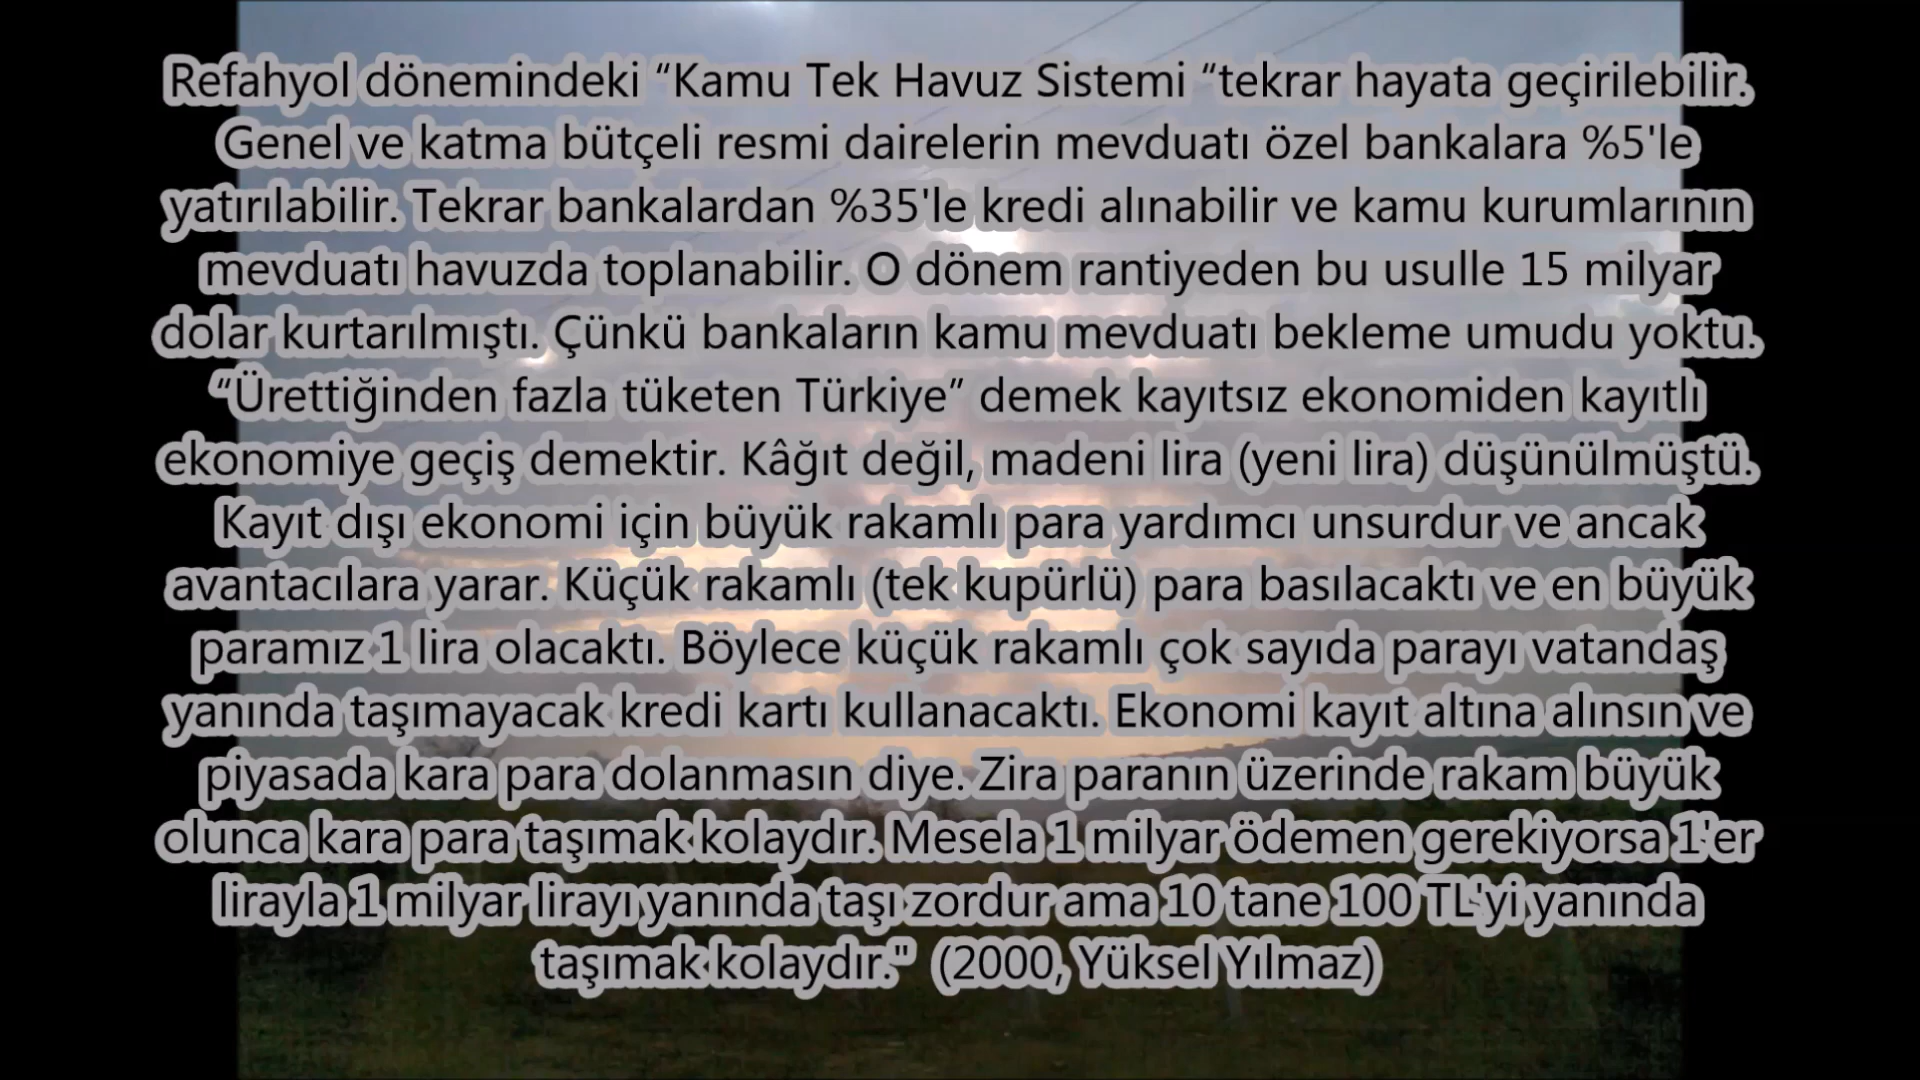 Refahyol dönemindeki “Kamu Tek Havuz Sistemi “tekrar hayata geçirilebilir.
Genel ve katma bütçeli resmi dairelerin mevduatı özel bankalara %5'le
yatırılabilir. Tekrar bankalardan %35'le kredi alınabilir ve kamu kurumlarının
mevduatı havuzda toplanabilir. O dönem rantiyeden bu usulle 15 milyar
dolar kurtarılmıştı. Çünkü bankaların kamu mevduatı bekleme umudu yoktu.
“Ürettiğinden fazla tüketen Türkiye” demek kayıtsız ekonomiden kayıtlı
ekonomiye geçiş demektir. Kâğıt değil, madeni lira (yeni lira) düşünülmüştü.
Kayıt dışı ekonomi için büyük rakamlı para yardımcı unsurdur ve ancak
avantacılara yarar. Küçük rakamlı (tek kupürlü) para basılacaktı ve en büyük
paramız 1 lira olacaktı. Böylece küçük rakamlı çok sayıda parayı vatandaş
yanında taşımayacak kredi kartı kullanacaktı. Ekonomi kayıt altına alınsın ve
piyasada kara para dolanmasın diye. Zira paranın üzerinde rakam büyük
olunca kara para taşımak kolaydır. Mesela 1 milyar ödemen gerekiyorsa 1'er
lirayla 1 milyar lirayı yanında taşı zordur ama 10 tane 100 TL'yi yanında
taşımak kolaydır." (2000, Yüksel Yılmaz)